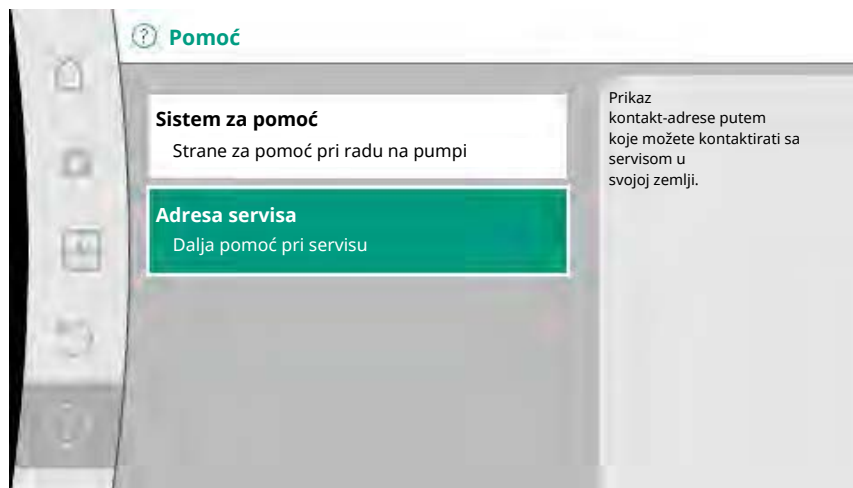 Pomoć
Sistem za pomoć
Strane za pomoć pri radu na pumpi
Adresa servisa
Dalja pomoć pri servisu
Prikaz
kontakt-adrese putem
koje možete kontaktirati sa
servisom u
svojoj zemlji.